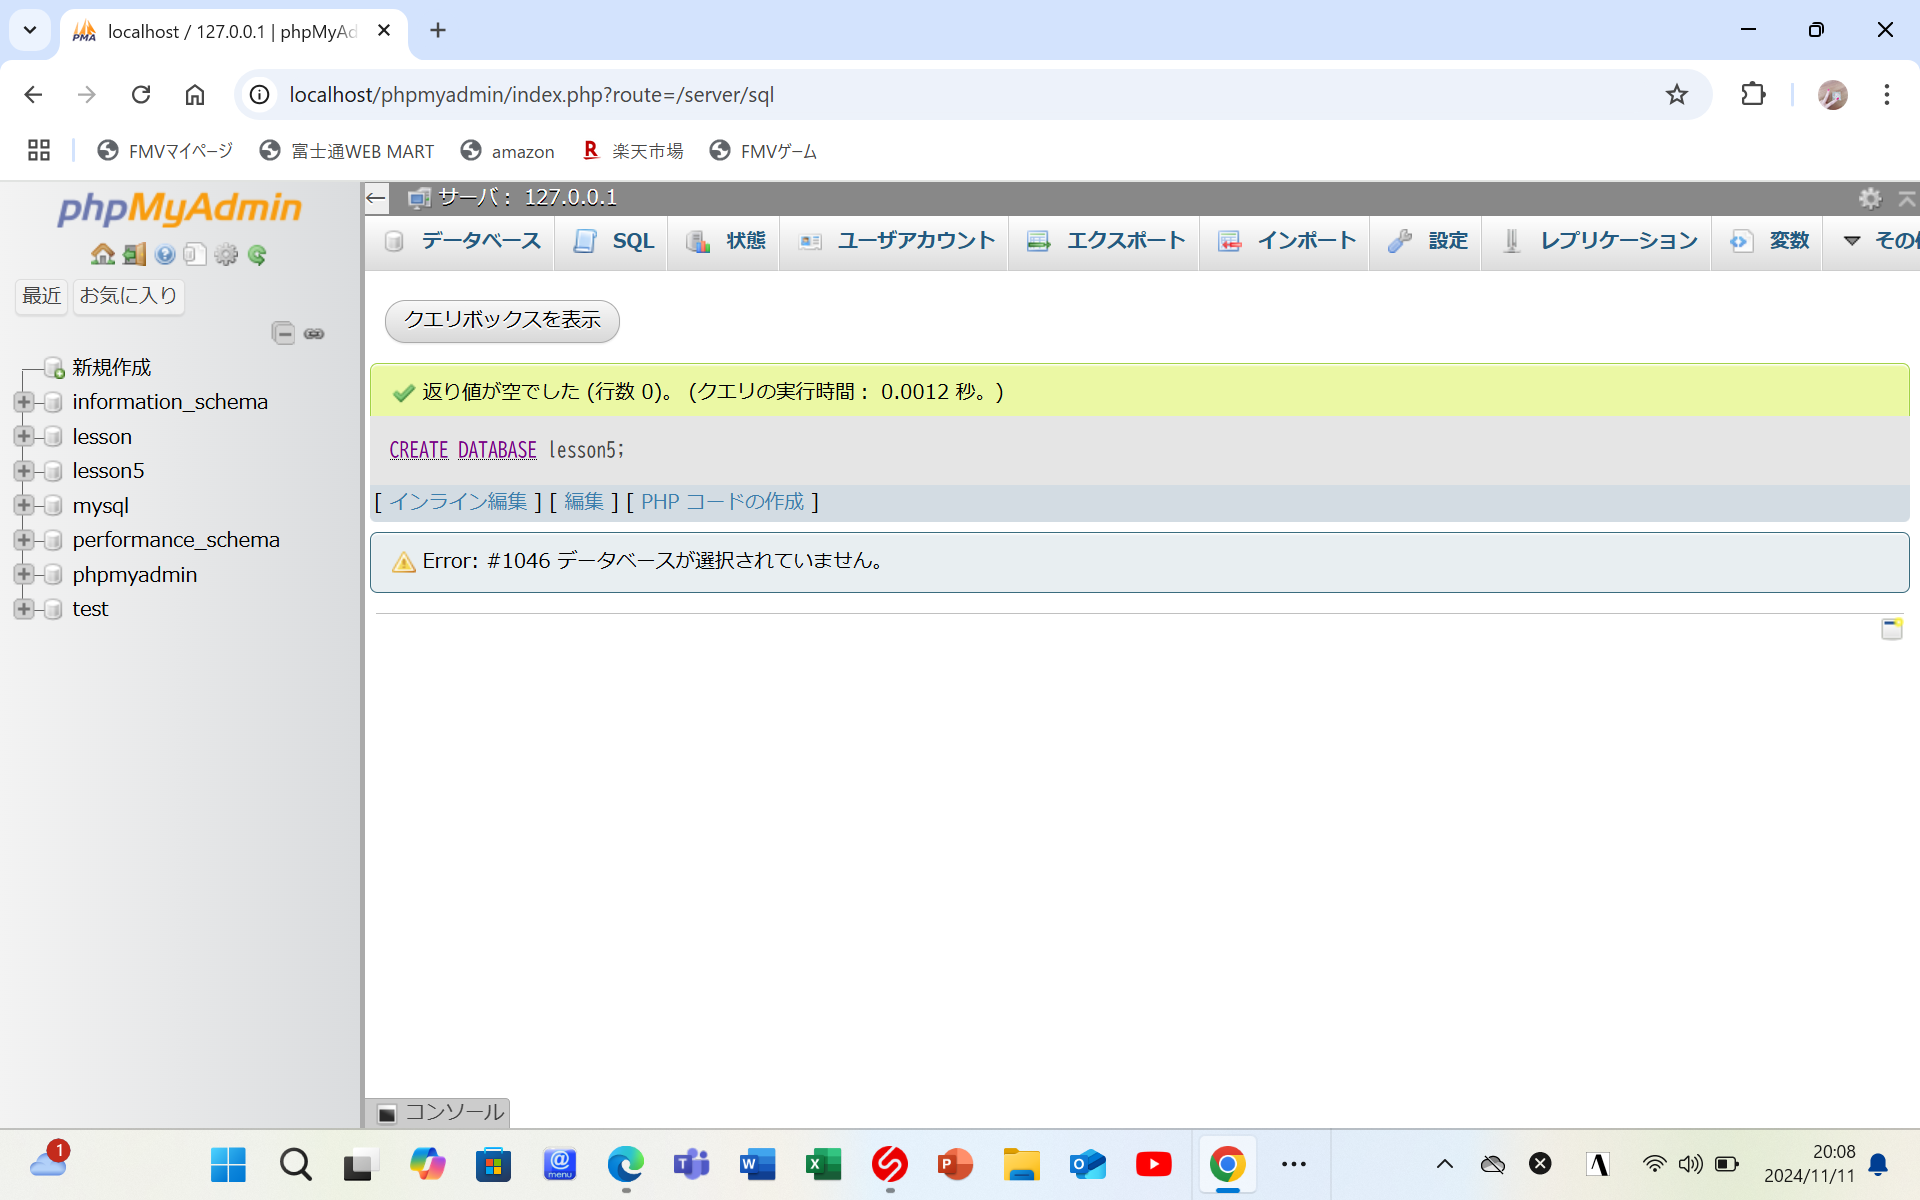 localhost / 127.0.0.1 | phpMyAd
localhost/phpmyadmin/index.php?route=/server/sql
FMVマイページ
富士通WEB MART
amazon
R 楽天市場
FMVゲーム
phpMyAdmin
最近 お気に入り
新規作成
information_schema
lesson
lesson5
mysql
performance_schema
phpmyadmin
test
サーバ： 127.0.0.1
データベース SQL 状態 ユーザアカウント エクスポート インポート 設定 レプリケーション 変数 その
クエリボックスを表示
返り値が空でした (行数 0)。 (クエリの実行時間： 0.0012 秒。)
CREATE DATABASE lesson5;
[ インライン編集 ] [ 編集 ] [ PHP コードの作成 ]
Error: #1046 データベースが選択されていません。
コンソール
1
20:08
2024/11/11